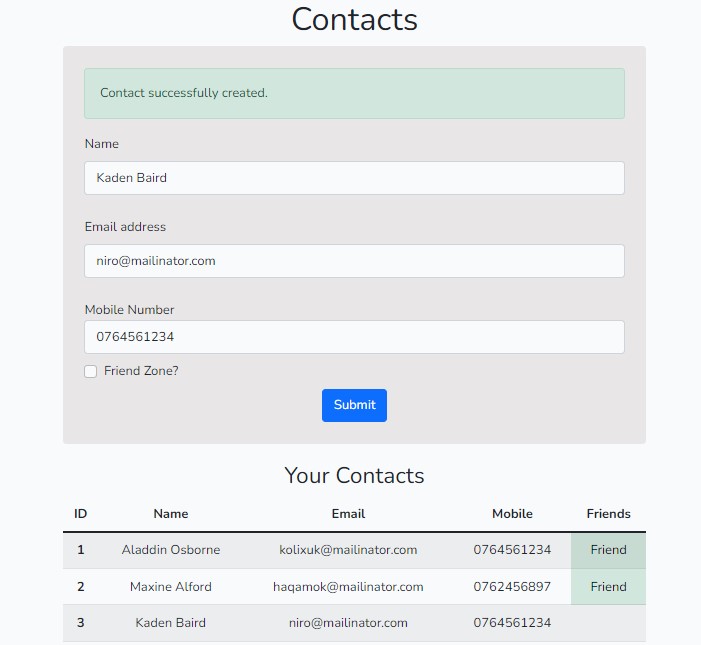 Contacts
Contact successfully created.
Name
Kaden Baird
Email address
niro@mailinator.com
Mobile Number
0764561234
Friend Zone?
Submit
Your Contacts
ID Name Email Mobile Friends
1 Aladdin Osborne kolixuk@mailinator.com 0764561234 Friend
2 Maxine Alford haqamok@mailinator.com 0762456897 Friend
3 Kaden Baird niro@mailinator.com 0764561234